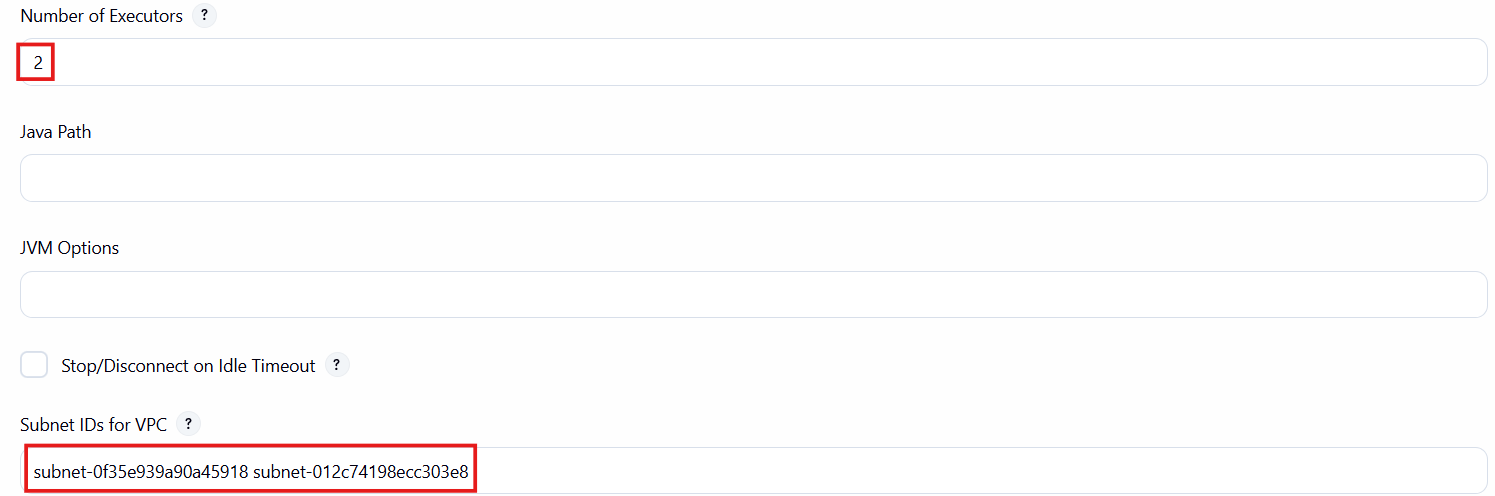 Number of Executors ?
2
Java Path
JVM Options
Stop/Disconnect on Idle Timeout ?
Subnet IDs for VPC ?
subnet-0f35e939a90a45918 subnet-012c74198ecc303e8